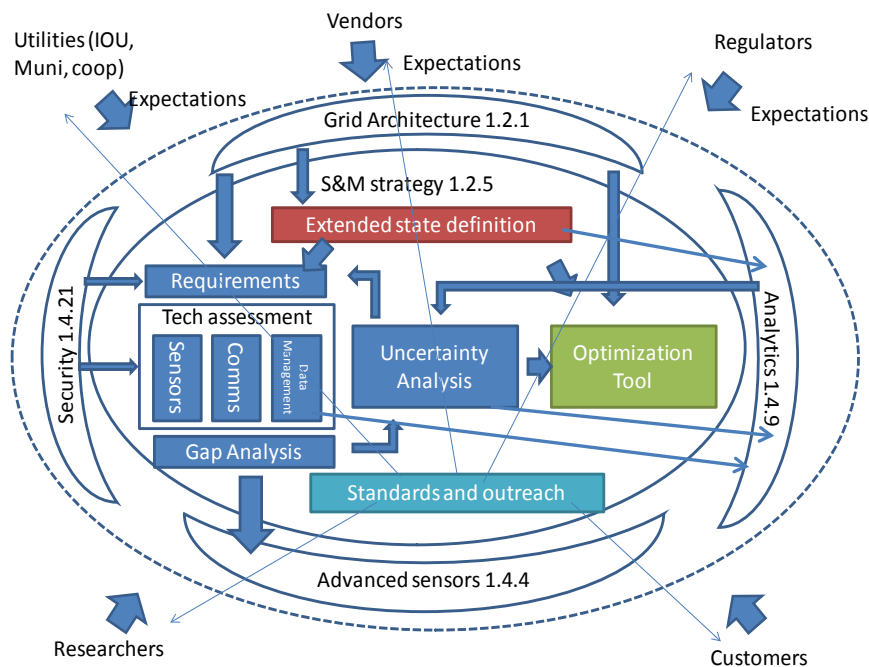 Vendors
Utilities (IOU,
Muni, coop)
Regulators
Expectations
Expectations
Expectations
Grid Architecture 1.2.1
S&M strategy 1.2.5
Extended state definition
Requirements
Security 1.4.21
Tech assessment
Sensors
Comms
Data
Management
Uncertainty
Analysis
Optimization
Tool
Analytics 1.4.9
Gap Analysis
Standards and outreach
Advanced sensors 1.4.4
Researchers
Customers